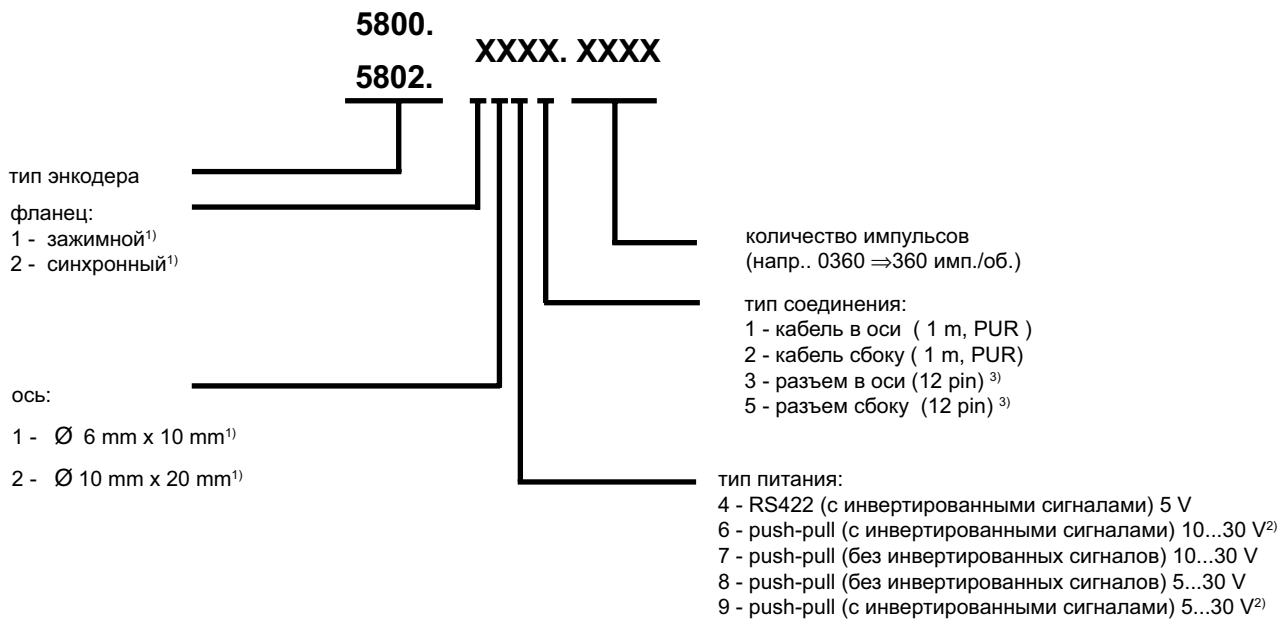 5800.
XXXX. XXXX
5802.
тип энкодера
фланец:
1 - зажимной1)
2 - синхронный1)
ось:
1 - Ø 6 mm x 10 mm1)
2 - Ø 10 mm x 20 mm1)
количество импульсов
(напр.. 0360 ⇒360 имп./об.)
тип соединения:
1 - кабель в оси ( 1 m, PUR )
2 - кабель сбоку ( 1 m, PUR)
3 - разъем в оси (12 pin) 3)
5 - разъем сбоку (12 pin) 3)
тип питания:
4 - RS422 (с инвертированными сигналами) 5 V
6 - push-pull (с инвертированными сигналами) 10...30 V2)
7 - push-pull (без инвертированных сигналов) 10...30 V
8 - push-pull (без инвертированных сигналов) 5...30 V
9 - push-pull (с инвертированными сигналами) 5...30 V2)